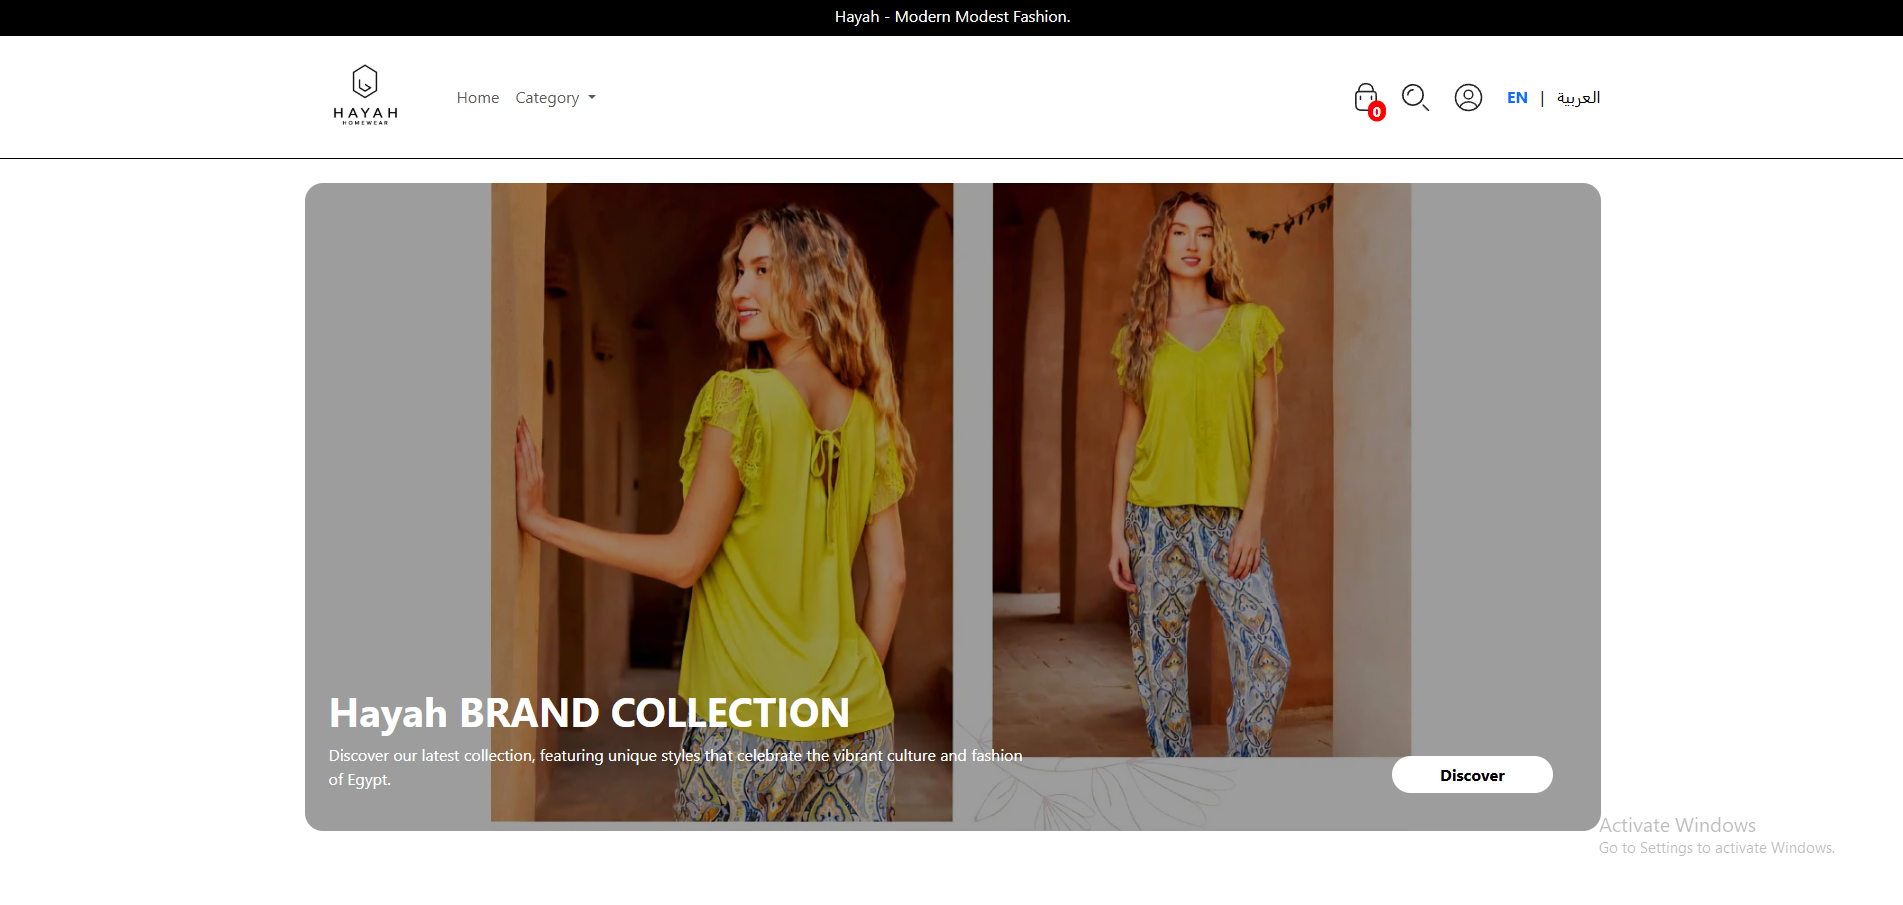 Hayah - Modern Modest Fashion.
HAYAH
HOMEWEAR
Home
Category
0
EN | العربية
Hayah BRAND COLLECTION
Discover our latest collection, featuring unique styles that celebrate the vibrant culture and fashion
of Egypt.
Discover
Activate Windows
Go to Settings to activate Windows.